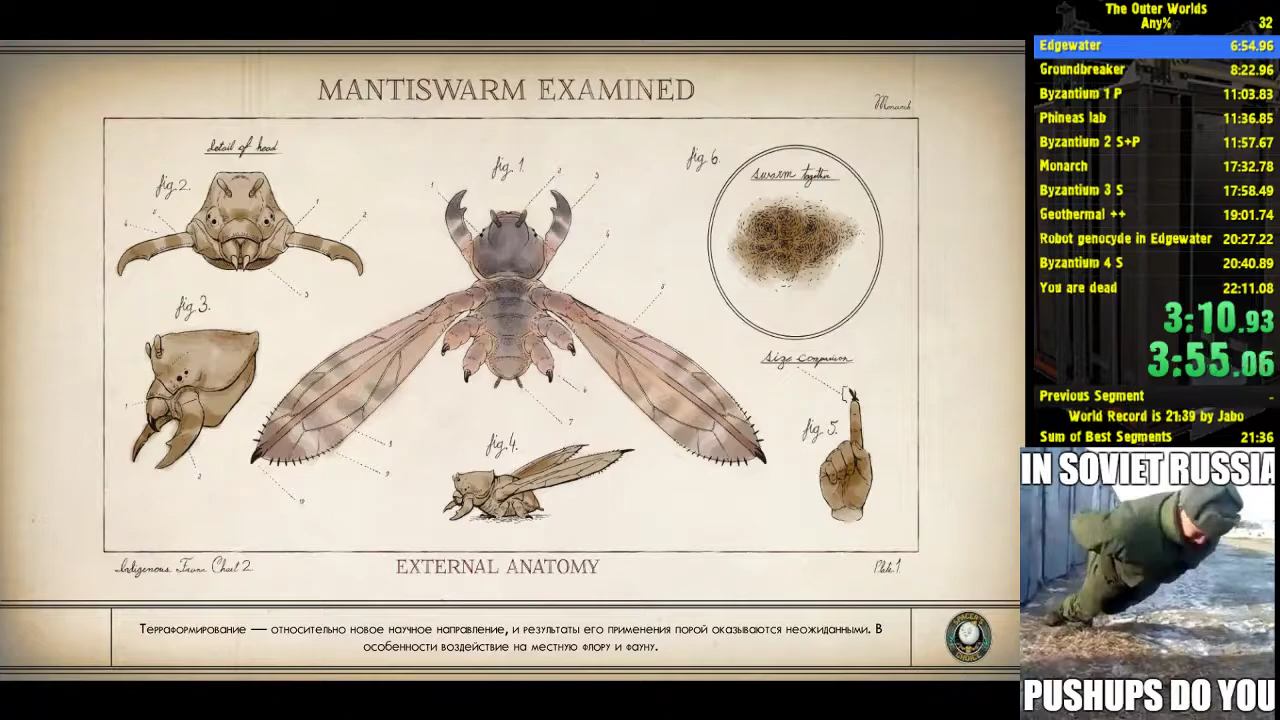 MANTISWARM EXAMINED
Monarch
detail of head
fig. 2.
fig. 1.
fig. 6.
swarm together
fig 3.
size comparison
fig. 4.
fig. 5.
Indigenous Fauna Chart 2
EXTERNAL ANATOMY
Plate 1
Терраформирование — относительно новое научное направление, и результаты его применения порой оказываются неожиданными. В
особенности воздействие на местную флору и фауну.
SPACER'S
CHOICE
The Outer Worlds
Any% 32
Edgewater 6:54.96
Groundbreaker 8:22.96
Byzantium 1 P 11:03.83
Phineas lab 11:36.85
Byzantium 2 S+P 11:57.67
Monarch 17:32.78
Byzantium 3 S 17:58.49
Geothermal ++ 19:01.74
Robot genocyde in Edgewater 20:27.22
Byzantium 4 S 20:40.89
You are dead 22:11.08
3:10.93
3:55.06
Previous Segment -
World Record is 21:39 by Jabo
Sum of Best Segments 21:36
IN SOVIET RUSSIA
PUSHUPS DO YOU